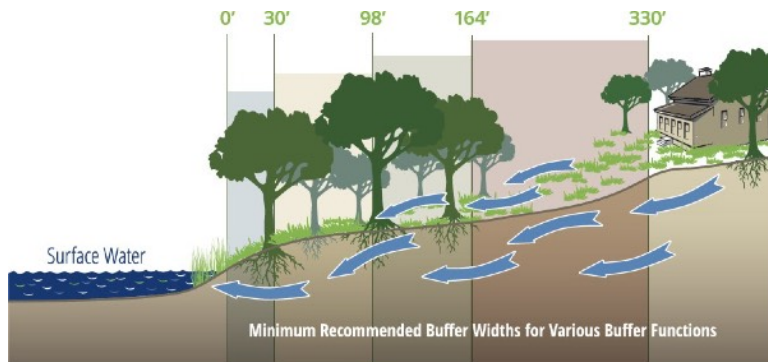 0’ 30’ 98’ 164’ 330’
Surface Water
Minimum Recommended Buffer Widths for Various Buffer Functions